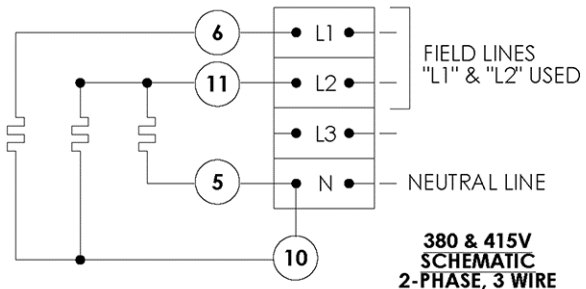 6
L1
11
L2
FIELD LINES
"L1" & "L2" USED
L3
5
N
NEUTRAL LINE
10
380 & 415V
SCHEMATIC
2-PHASE, 3 WIRE